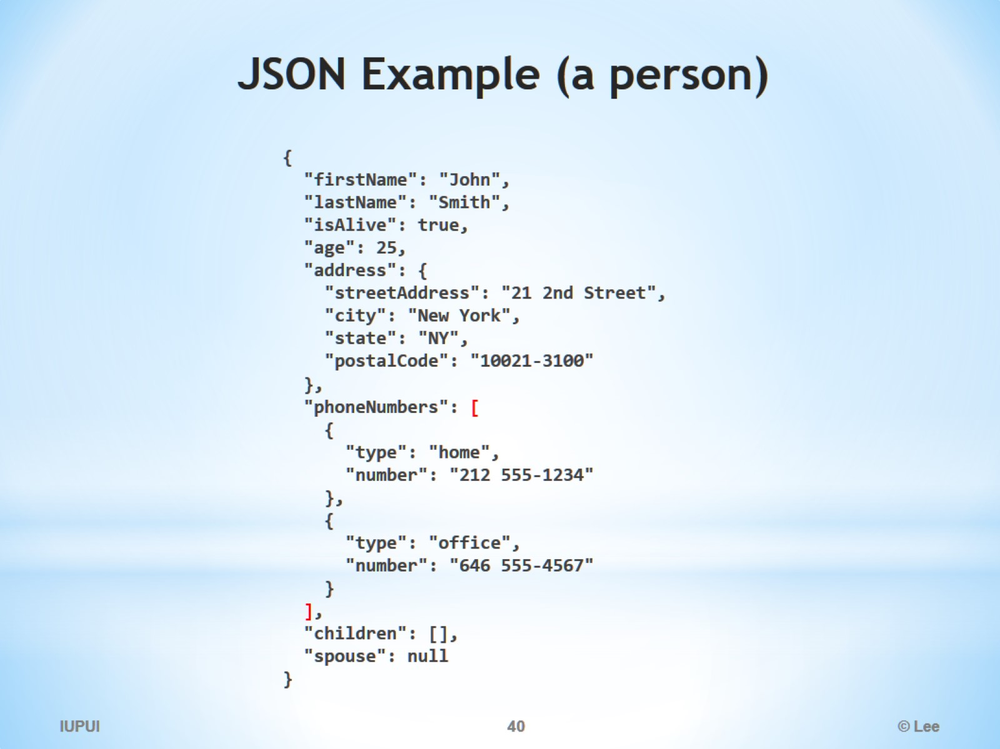 JSON Example (a person)
{
  "firstName": "John",
  "lastName": "Smith",
  "isAlive": true,
  "age": 25,
  "address": {
    "streetAddress": "21 2nd Street",
    "city": "New York",
    "state": "NY",
    "postalCode": "10021-3100"
  },
  "phoneNumbers": [
    {
      "type": "home",
      "number": "212 555-1234"
    },
    {
      "type": "office",
      "number": "646 555-4567"
    }
  ],
  "children": [],
  "spouse": null
}
IUPUI 40 © Lee